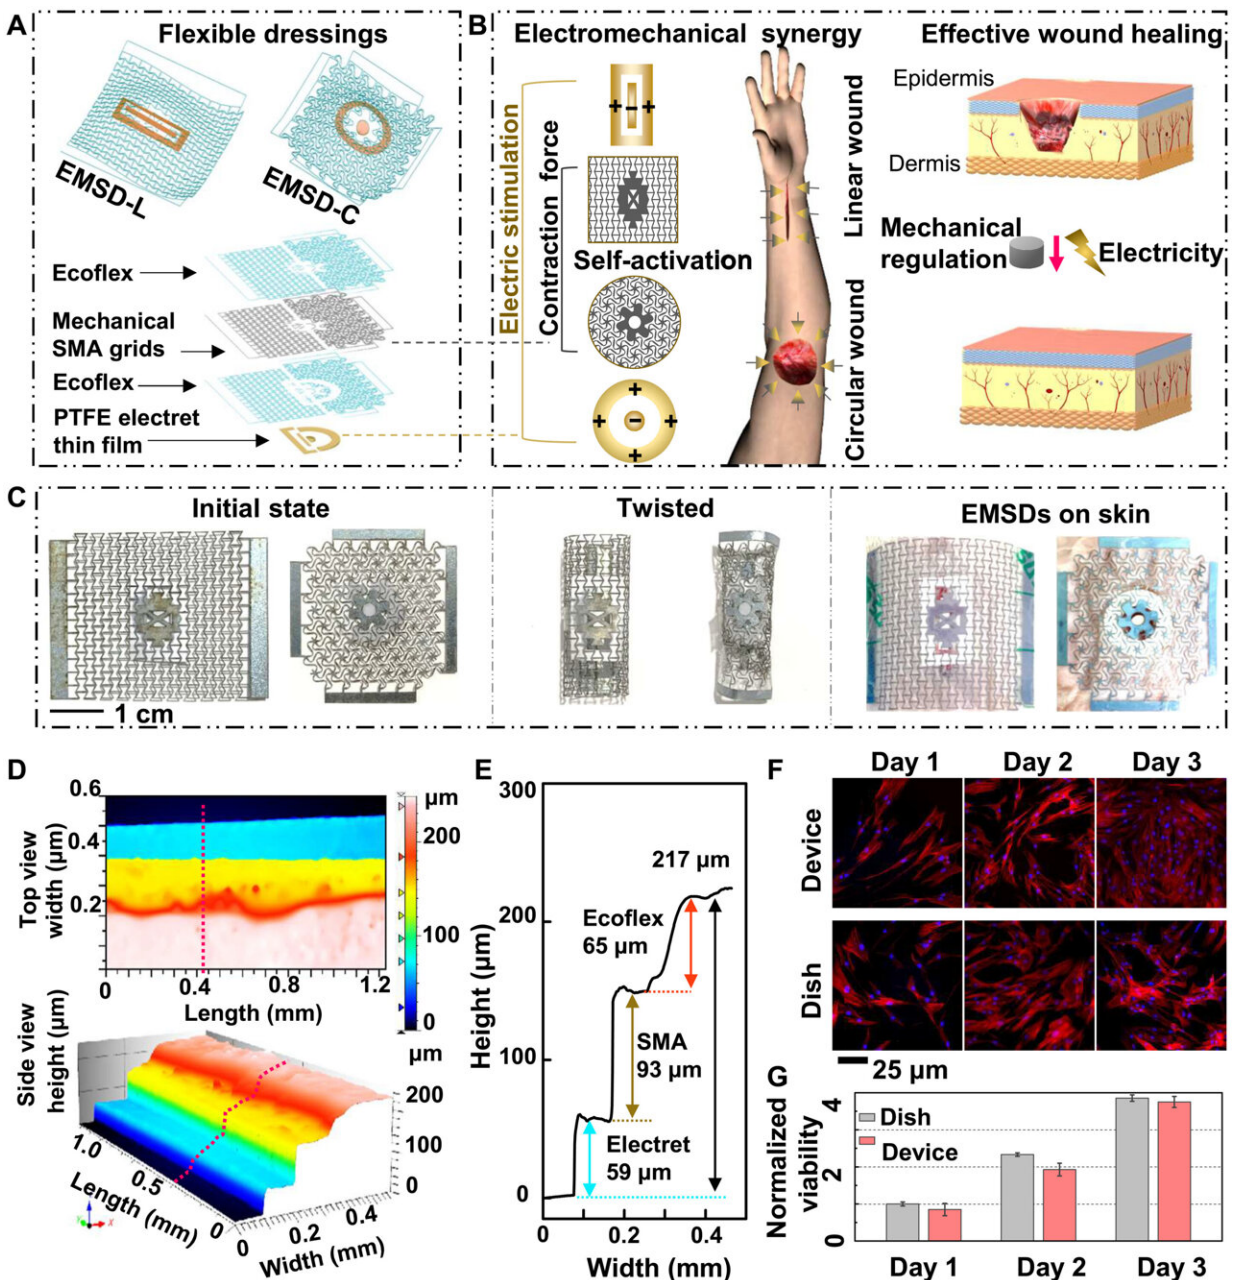 A
Flexible dressings
EMSD-L
EMSD-C
Ecoflex
Mechanical
SMA grids
Ecoflex
PTFE electret
thin film
B
Electromechanical synergy
Effective wound healing
Electric stimulation
Contraction force
+ - +
Self-activation
+
+ - +
+
Linear wound
Circular wound
Epidermis
Dermis
Mechanical
regulation
Electricity
C
Initial state
Twisted
EMSDs on skin
1 cm
D
Top view
width (μm)
0.6
0.4
0.2
0
0.4
0.8
1.2
Length (mm)
μm
200
100
0
Side view
height (μm)
μm
200
100
0
1.0
0.5
0
Length (mm)
0
0.2
0.4
Width (mm)
Y
X
E
Height (μm)
300
200
100
0
217 μm
Ecoflex
65 μm
SMA
93 μm
Electret
59 μm
0
0.2
0.4
Width (mm)
F
Day 1
Day 2
Day 3
Device
Dish
25 μm
G
Normalized
viability
4
2
0
Dish
Device
Day 1
Day 2
Day 3